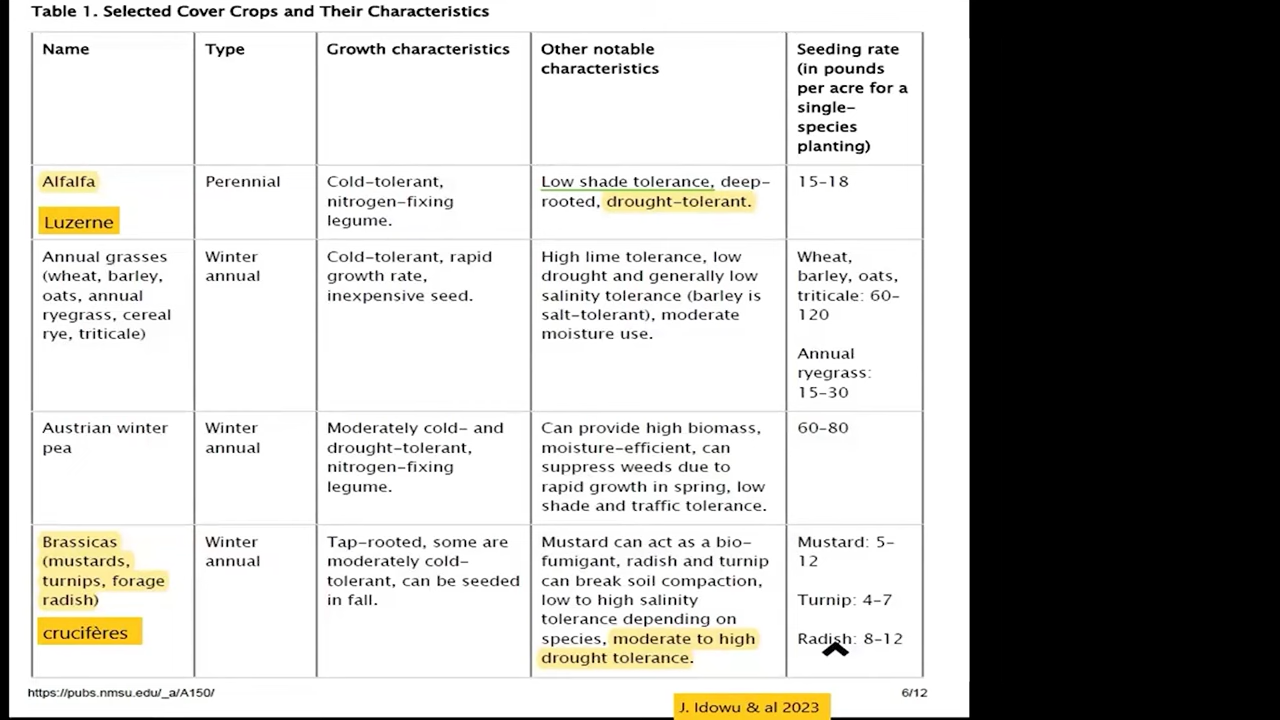 Table 1. Selected Cover Crops and Their Characteristics
Name
Type
Growth characteristics
Other notable
characteristics
Seeding rate
(in pounds
per acre for a
single-
species
planting)
Alfalfa
Luzerne
Perennial
Cold-tolerant,
nitrogen-fixing
legume.
Low shade tolerance, deep-
rooted, drought-tolerant.
15-18
Annual grasses
(wheat, barley,
oats, annual
ryegrass, cereal
rye, triticale)
Winter
annual
Cold-tolerant, rapid
growth rate,
inexpensive seed.
High lime tolerance, low
drought and generally low
salinity tolerance (barley is
salt-tolerant), moderate
moisture use.
Wheat,
barley, oats,
triticale: 60-
120
Annual
ryegrass:
15-30
Austrian winter
pea
Winter
annual
Moderately cold- and
drought-tolerant,
nitrogen-fixing
legume.
Can provide high biomass,
moisture-efficient, can
suppress weeds due to
rapid growth in spring, low
shade and traffic tolerance.
60-80
Brassicas
(mustards,
turnips, forage
radish)
crucifères
Winter
annual
Tap-rooted, some are
moderately cold-
tolerant, can be seeded
in fall.
Mustard can act as a bio-
fumigant, radish and turnip
can break soil compaction,
low to high salinity
tolerance depending on
species, moderate to high
drought tolerance.
Mustard: 5-
12
Turnip: 4-7
Radish: 8-12
https://pubs.nmsu.edu/_a/A150/
6/12
J. Idowu & al 2023